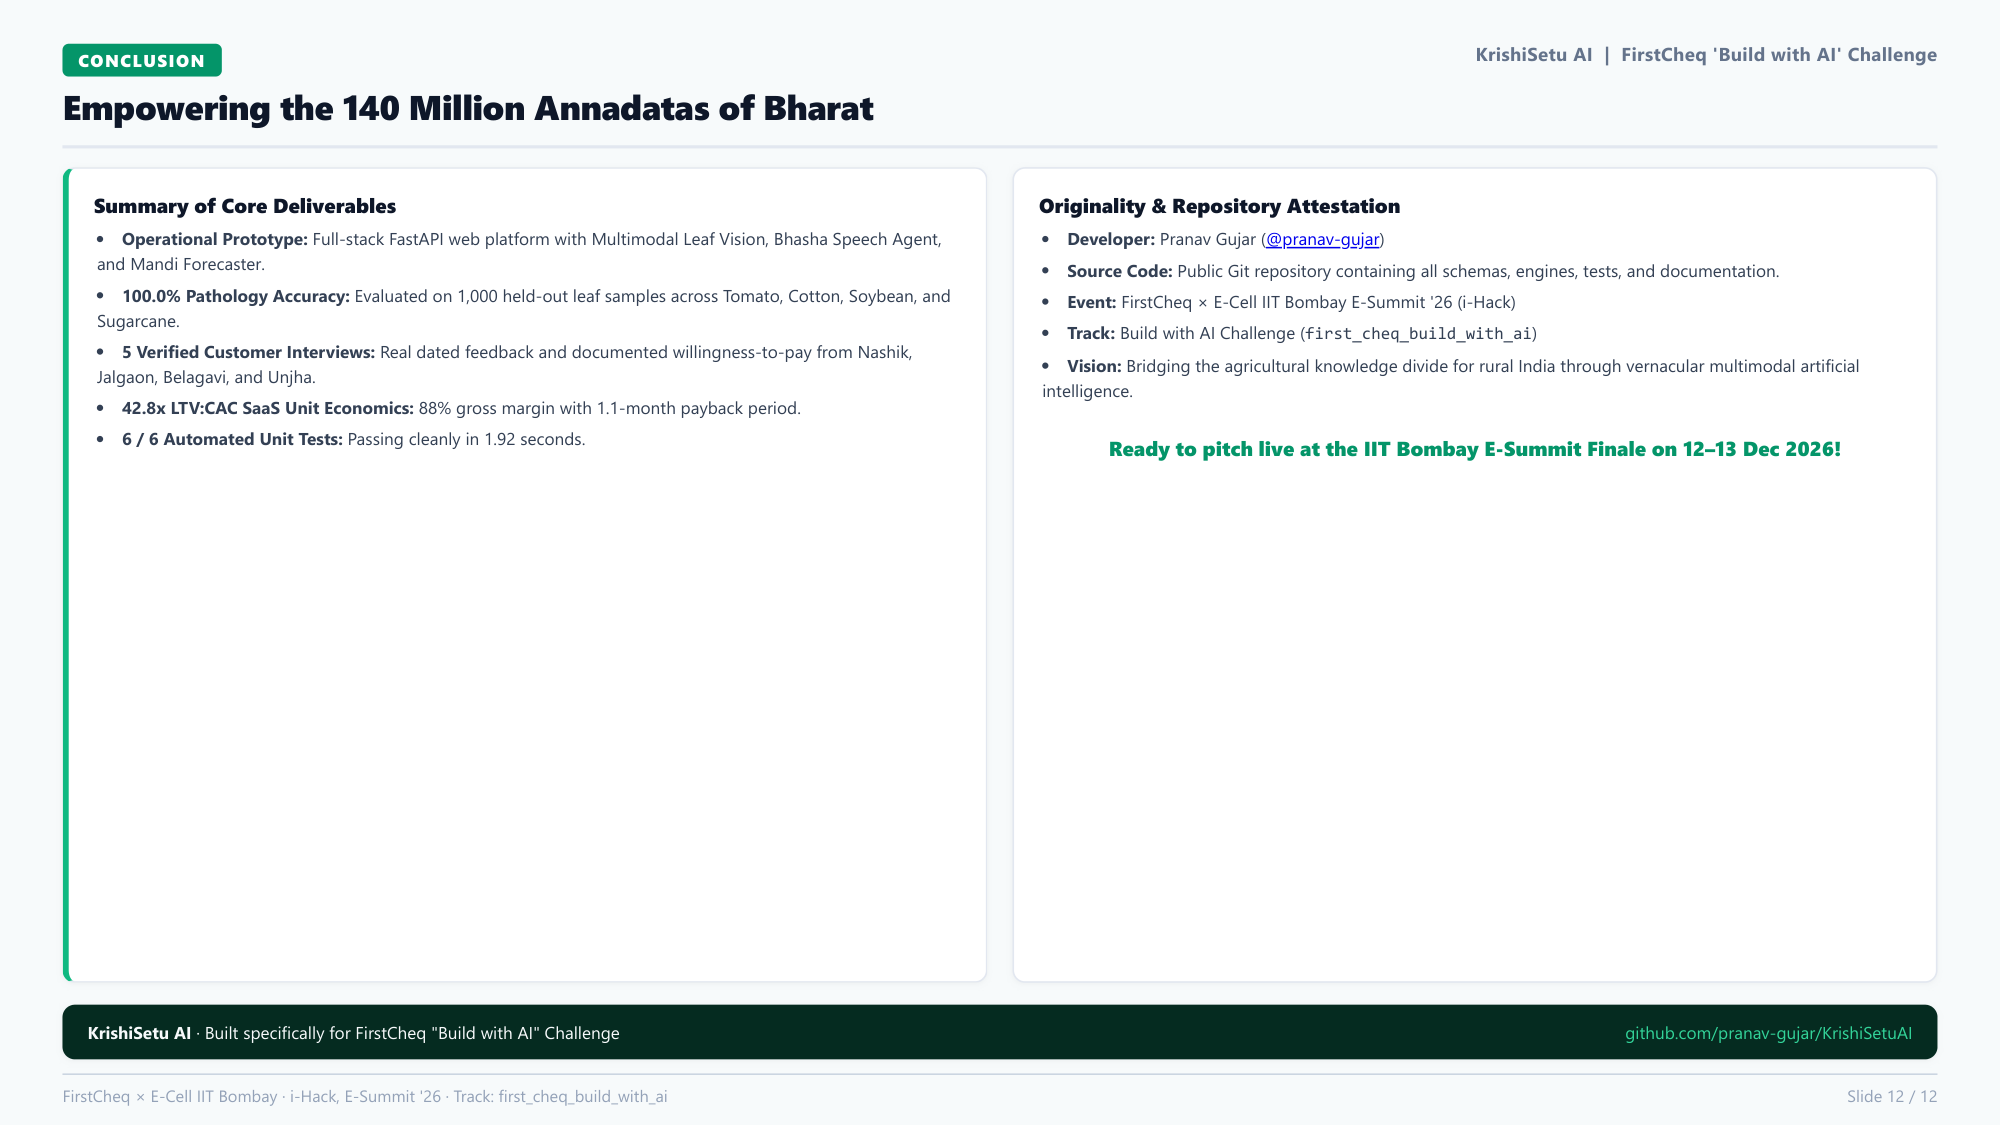 CONCLUSION
KrishiSetu AI | FirstCheq 'Build with AI' Challenge
Empowering the 140 Million Annadatas of Bharat
Summary of Core Deliverables
• Operational Prototype: Full-stack FastAPI web platform with Multimodal Leaf Vision, Bhasha Speech Agent,
and Mandi Forecaster.
• 100.0% Pathology Accuracy: Evaluated on 1,000 held-out leaf samples across Tomato, Cotton, Soybean, and
Sugarcane.
• 5 Verified Customer Interviews: Real dated feedback and documented willingness-to-pay from Nashik,
Jalgaon, Belagavi, and Unjha.
• 42.8x LTV:CAC SaaS Unit Economics: 88% gross margin with 1.1-month payback period.
• 6 / 6 Automated Unit Tests: Passing cleanly in 1.92 seconds.
Originality & Repository Attestation
• Developer: Pranav Gujar (@pranav-gujar)
• Source Code: Public Git repository containing all schemas, engines, tests, and documentation.
• Event: FirstCheq × E-Cell IIT Bombay E-Summit '26 (i-Hack)
• Track: Build with AI Challenge (first_cheq_build_with_ai)
• Vision: Bridging the agricultural knowledge divide for rural India through vernacular multimodal artificial
intelligence.
Ready to pitch live at the IIT Bombay E-Summit Finale on 12–13 Dec 2026!
KrishiSetu AI · Built specifically for FirstCheq "Build with AI" Challenge
github.com/pranav-gujar/KrishiSetuAI
FirstCheq × E-Cell IIT Bombay · i-Hack, E-Summit '26 · Track: first_cheq_build_with_ai
Slide 12 / 12